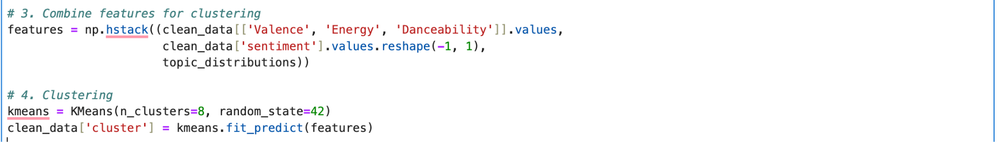 # 3. Combine features for clustering
features = np.hstack((clean_data[['Valence', 'Energy', 'Danceability']].values,
                      clean_data['sentiment'].values.reshape(-1, 1),
                      topic_distributions))

# 4. Clustering
kmeans = KMeans(n_clusters=8, random_state=42)
clean_data['cluster'] = kmeans.fit_predict(features)